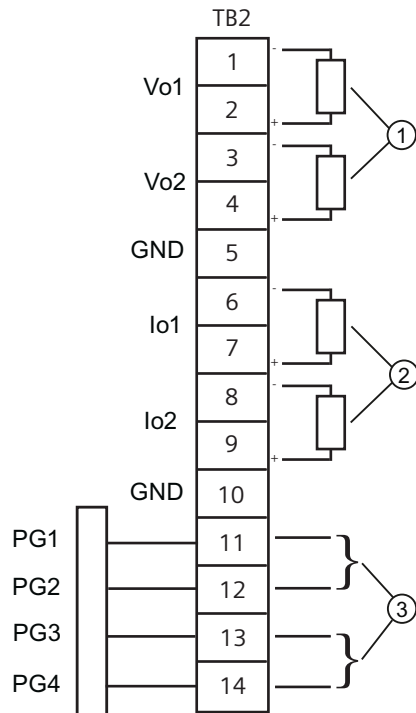 TB2
1 -
Vo1
2 +
1
3 -
Vo2
4 +
GND 5
6 -
Io1
7 +
2
8 -
Io2
9 +
GND 10
PG1 11
PG2 12
3
PG3 13
PG4 14